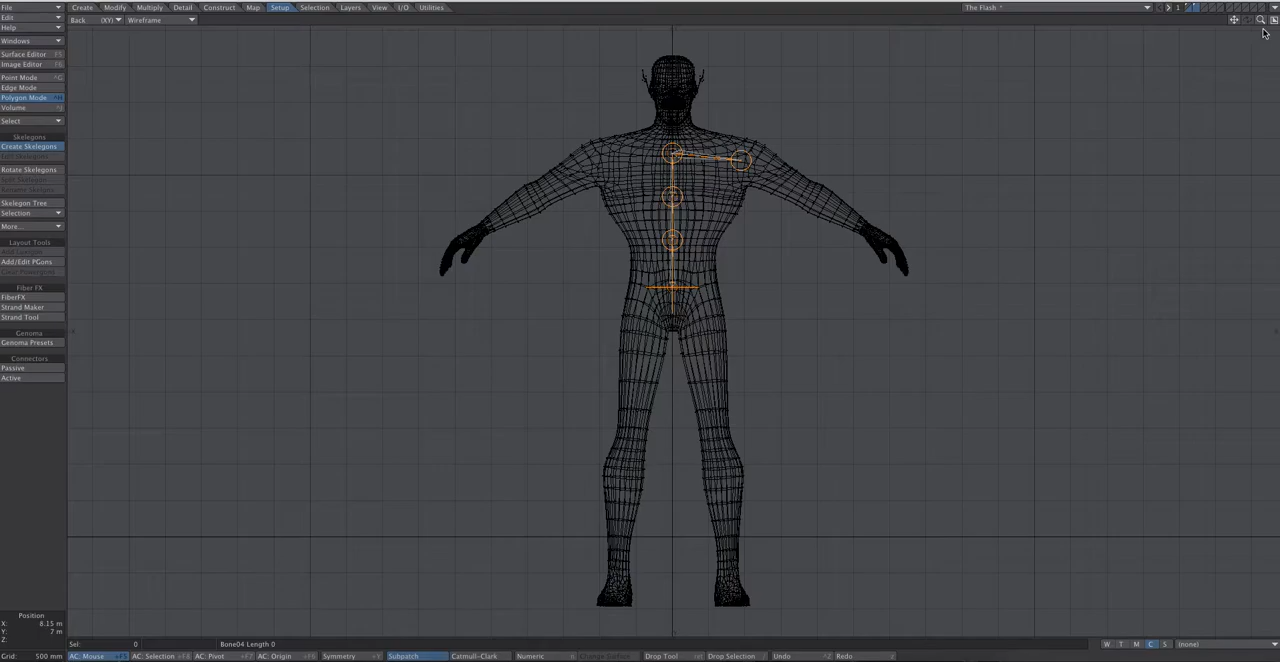 File Create Modify Multiply Detail Construct Map Setup Selection Layers View I/O Utilities The Flash * 1
Edit Back (XY) Wireframe
Help
Windows
Surface Editor F5
Image Editor F6
Point Mode ^G
Edge Mode
Polygon Mode ^H
Volume ^J
Select
Skelegons
Create Skelegons
Rotate Skelegons
Skelegon Tree
Selection
More...
Layout Tools
Add/Edit PGons
Fiber FX
FiberFX
Strand Maker
Strand Tool
Genoma
Genoma Presets
Connectors
Passive
Active
Position
X: 8.15 m
Y: 7 m
Z:
Sel: 0 Bone04 Length 0 W T M C S (none)
Grid: 500 mm AC: Mouse AC: Selection AC: Pivot AC: Origin Symmetry Subpatch Catmull-Clark Numeric Drop Tool Drop Selection Undo Redo